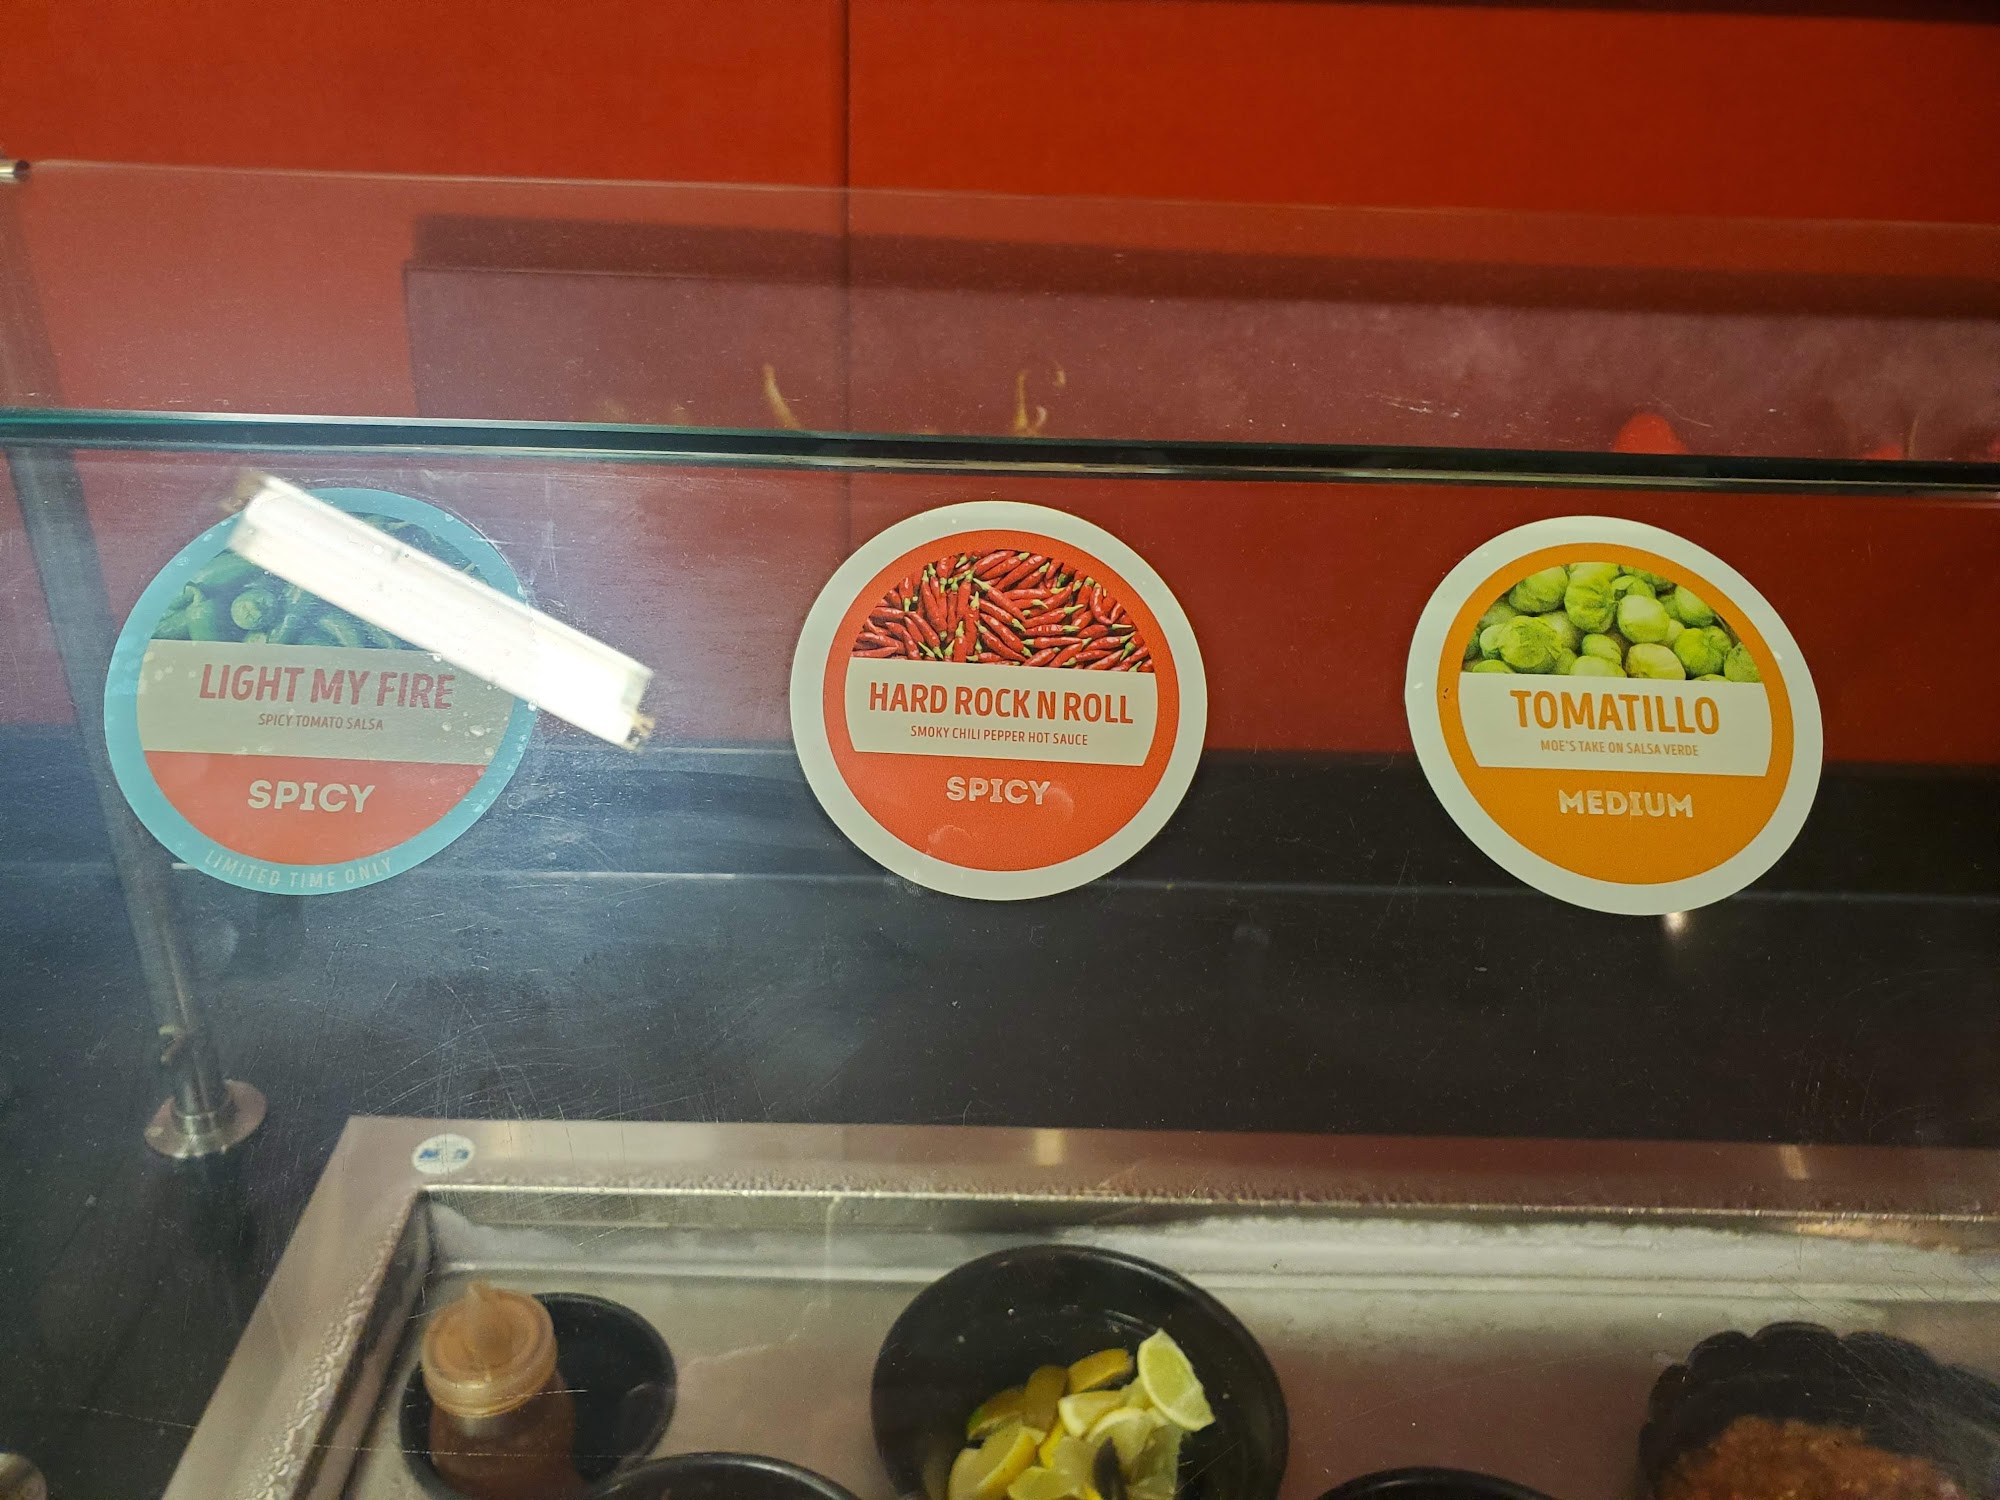 LIGHT MY FIRE
SPICY TOMATO SALSA
SPICY
LIMITED TIME ONLY
HARD ROCK N ROLL
SMOKY CHILI PEPPER HOT SAUCE
SPICY
TOMATILLO
MOE'S TAKE ON SALSA VERDE
MEDIUM